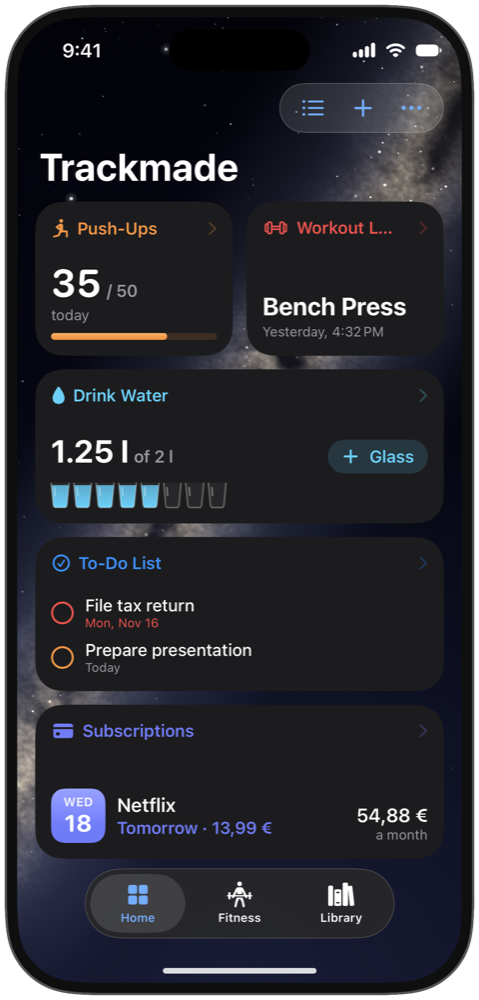 9:41
Trackmade
Push-Ups
Workout L...
35 / 50
today
Bench Press
Yesterday, 4:32 PM
Drink Water
1.25 l of 2 l
+ Glass
To-Do List
File tax return
Mon, Nov 16
Prepare presentation
Today
Subscriptions
WED
18
Netflix
Tomorrow · 13,99 €
54,88 €
a month
Home
Fitness
Library